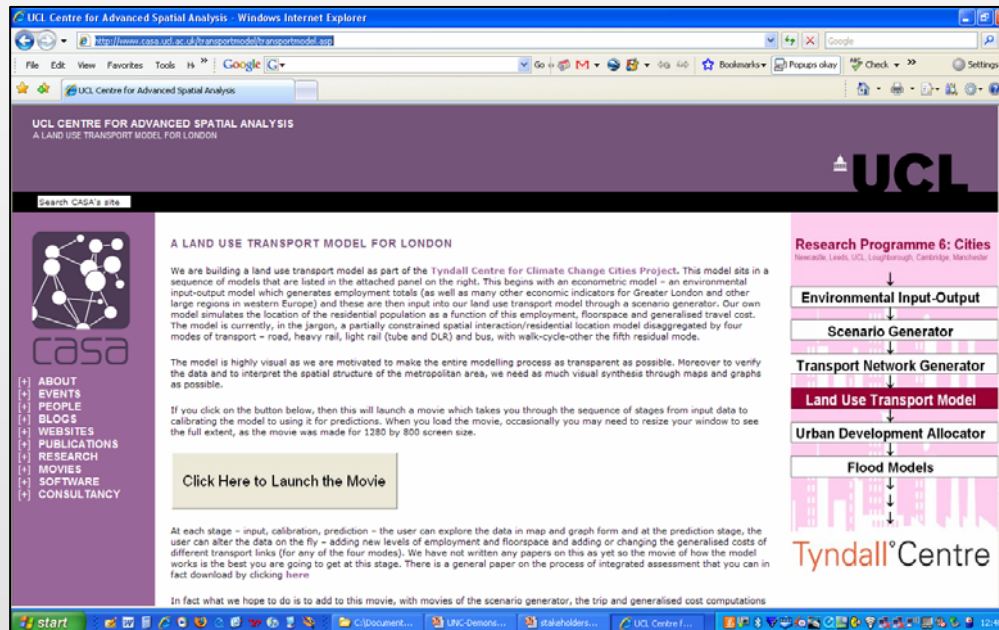 UCL Centre for Advanced Spatial Analysis - Windows Internet Explorer
http://www.casa.ucl.ac.uk/transportmodel/transportmodel.asp
Google
File Edit View Favorites Tools H »
Google G
Go
Bookmarks
Popups okay
Check
»
Settings
UCL Centre for Advanced Spatial Analysis
UCL CENTRE FOR ADVANCED SPATIAL ANALYSIS
A LAND USE TRANSPORT MODEL FOR LONDON
UCL
Search CASA's site
casa
[+] ABOUT
[+] EVENTS
[+] PEOPLE
[+] BLOGS
[+] WEBSITES
[+] PUBLICATIONS
[+] RESEARCH
[+] MOVIES
[+] SOFTWARE
[+] CONSULTANCY
A LAND USE TRANSPORT MODEL FOR LONDON
We are building a land use transport model as part of the Tyndall Centre for Climate Change Cities Project. This model sits in a
sequence of models that are listed in the attached panel on the right. This begins with an econometric model – an environmental
input-output model which generates employment totals (as well as many other economic indicators for Greater London and other
large regions in western Europe) and these are then input into our land use transport model through a scenario generator. Our own
model simulates the location of the residential population as a function of this employment, floorspace and generalised travel cost.
The model is currently, in the jargon, a partially constrained spatial interaction/residential location model disaggregated by four
modes of transport – road, heavy rail, light rail (tube and DLR) and bus, with walk-cycle-other the fifth residual mode.
The model is highly visual as we are motivated to make the entire modelling process as transparent as possible. Moreover to verify
the data and to interpret the spatial structure of the metropolitan area, we need as much visual synthesis through maps and graphs
as possible.
If you click on the button below, then this will launch a movie which takes you through the sequence of stages from input data to
calibrating the model to using it for predictions. When you load the movie, occasionally you may need to resize your window to see
the full extent, as the movie was made for 1280 by 800 screen size.
Click Here to Launch the Movie
At each stage – input, calibration, prediction – the user can explore the data in map and graph form and at the prediction stage, the
user can alter the data on the fly – adding new levels of employment and floorspace and adding or changing the generalised costs of
different transport links (for any of the four modes). We have not written any papers on this as yet so the movie of how the model
works is the best you are going to get at this stage. There is a general paper on the process of integrated assessment that you can in
fact download by clicking here
In fact what we hope to do is to add to this movie, with movies of the scenario generator, the trip and generalised cost computations
Research Programme 6: Cities
Newcastle, Leeds, UCL, Loughborough, Cambridge, Manchester
Environmental Input-Output
Scenario Generator
Transport Network Generator
Land Use Transport Model
Urban Development Allocator
Flood Models
Tyndall°Centre
start
C:\Document...
UNC-Demons...
stakeholders...
UCL Centre f...